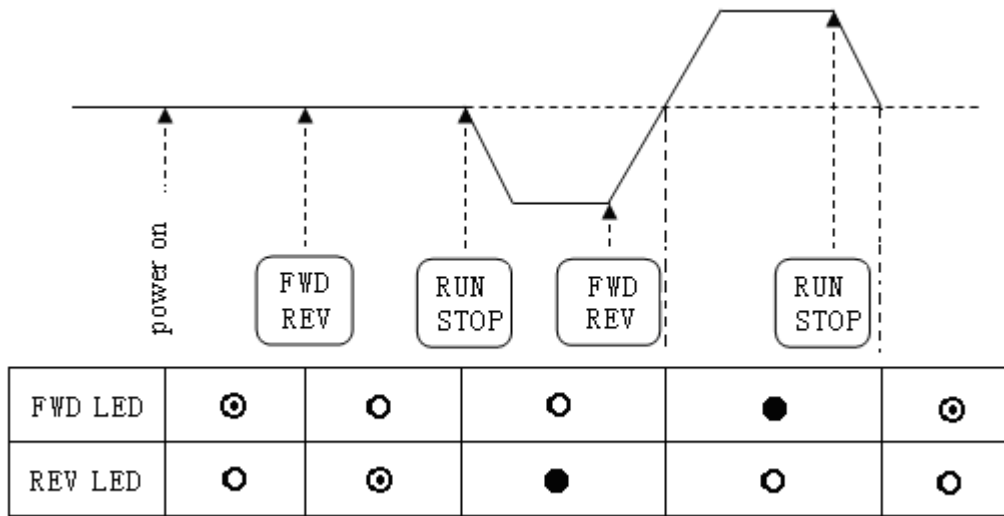 power on
FWD
REV
RUN
STOP
FWD
REV
RUN
STOP
FWD LED
REV LED